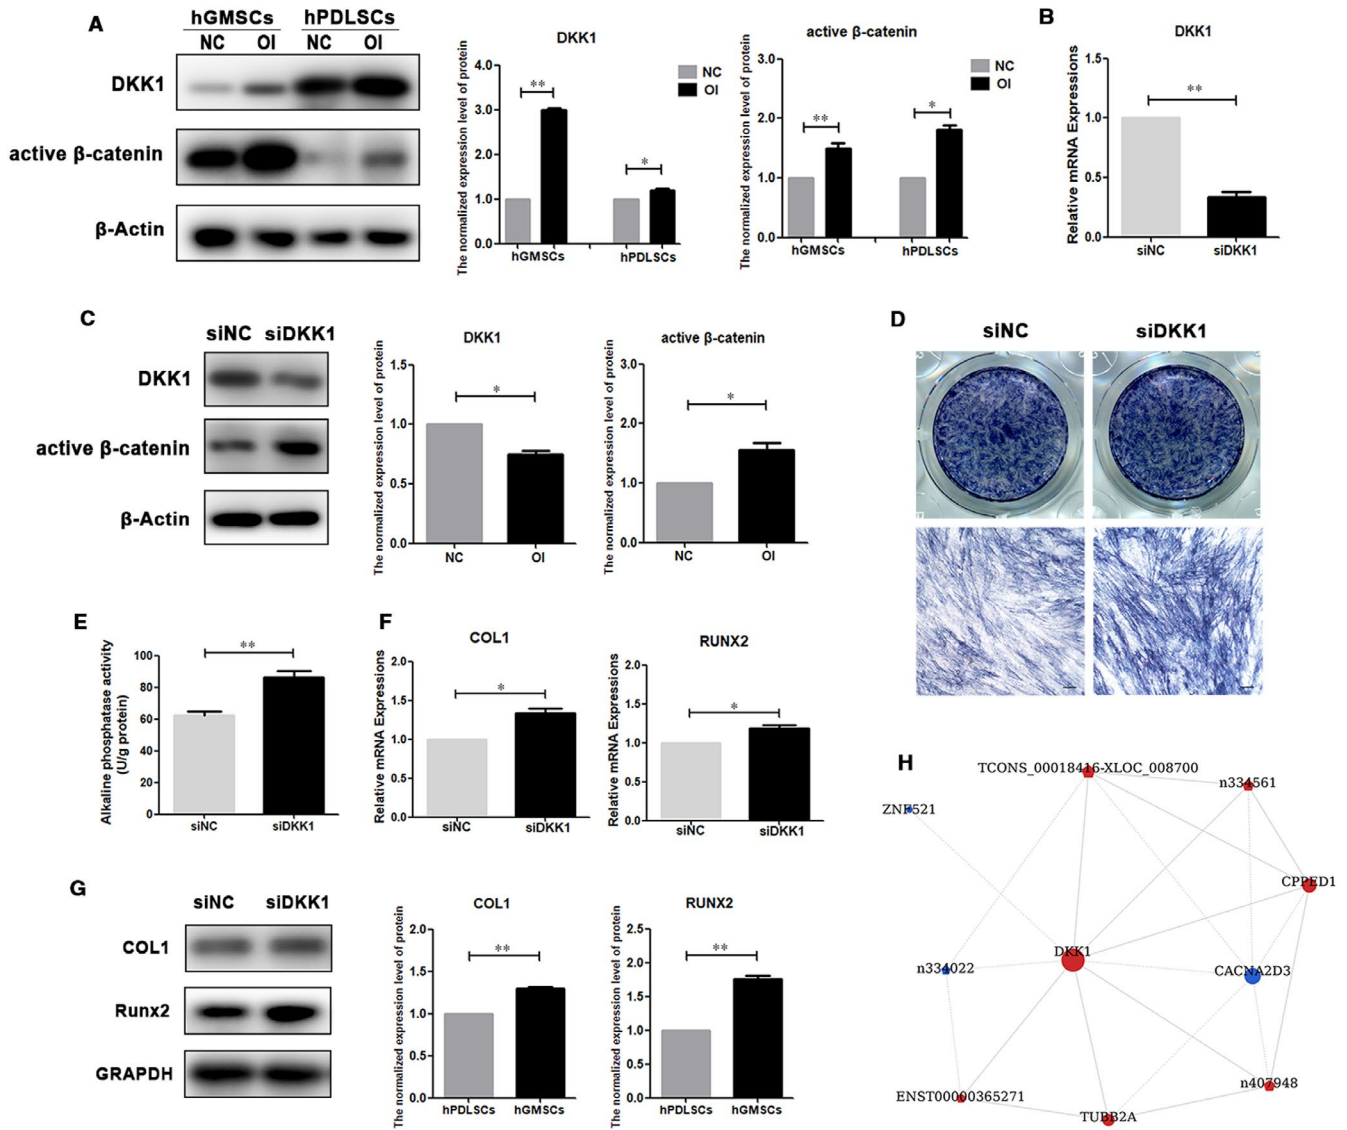 A
hGMSCs hPDLSCs
NC OI NC OI
DKK1
active β-catenin
β-Actin
DKK1
The normalized expression level of protein
4.0
3.0
2.0
1.0
0.0
**
*
NC
OI
hGMSCs hPDLSCs
active β-catenin
The normalized expression level of protein
3.0
2.0
1.0
0.0
**
*
NC
OI
hGMSCs hPDLSCs
B
DKK1
Relative mRNA Expressions
1.5
1.0
0.5
0.0
**
siNC siDKK1
C
siNC siDKK1
DKK1
active β-catenin
β-Actin
DKK1
The normalized expression level of protein
1.5
1.0
0.5
0.0
*
NC OI
active β-catenin
The normalized expression level of protein
3.0
2.0
1.0
0.0
*
NC OI
D
siNC siDKK1
E
Alkaline phosphatase activity
(U/g protein)
100
80
60
40
20
0
**
siNC siDKK1
F
COL1
Relative mRNA Expressions
2.0
1.5
1.0
0.5
0.0
*
siNC siDKK1
RUNX2
Relative mRNA Expressions
2.0
1.5
1.0
0.5
0.0
*
siNC siDKK1
G
siNC siDKK1
COL1
Runx2
GRAPDH
COL1
The normalized expression level of protein
2.0
1.5
1.0
0.5
0.0
**
hPDLSCs hGMSCs
RUNX2
The normalized expression level of protein
2.5
2.0
1.5
1.0
0.5
0.0
**
hPDLSCs hGMSCs
H
TCONS_00018416-XLOC_008700
n334561
ZNF521
CPPED1
DKK1
n334022
CACNA2D3
n407948
ENST00000365271
TUBB2A